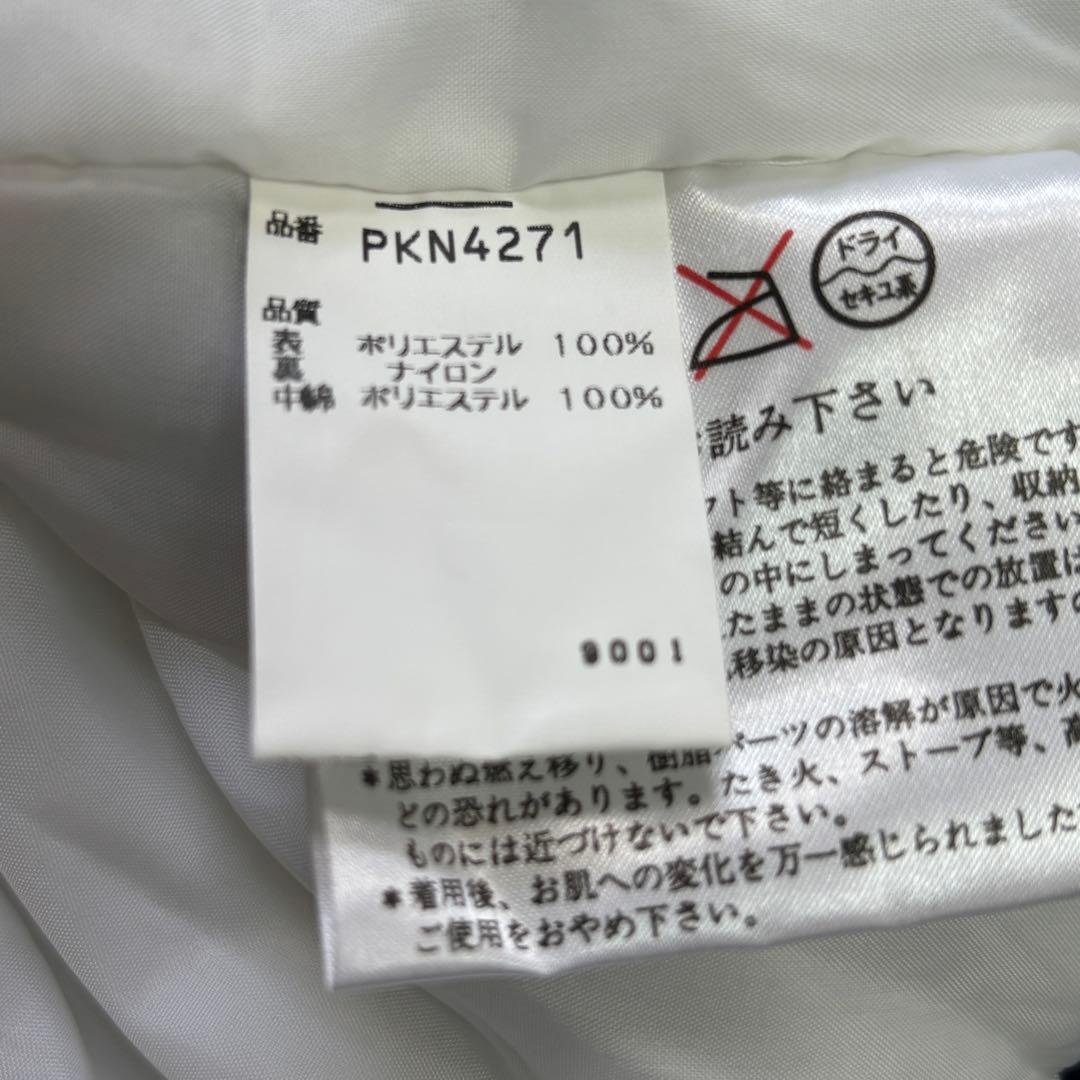 品番 PKN4271
品質
表 ポリエステル 100%
裏 ナイロン
中綿 ポリエステル 100%
9001
ドライ
セキユ系
読み下さい
ト等に絡まると危険です
結んで短くしたり、収納
の中にしまってください
たままの状態での放置は
移染の原因となりますの
パーツの溶解が原因で火
*思わぬ燃え移り、樹脂
たき火、ストーブ等、高
との恐れがあります。
ものには近づけないで下さい。
*着用後、お肌への変化を万一感じられました
ご使用をおやめ下さい。